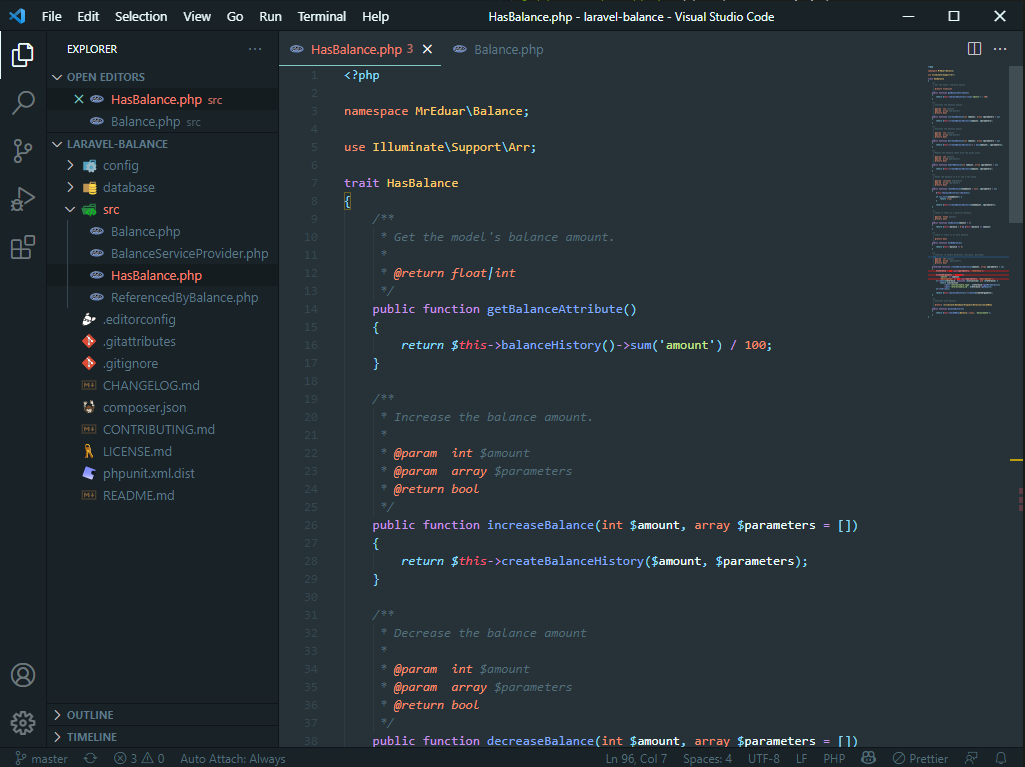 File Edit Selection View Go Run Terminal Help HasBalance.php - laravel-balance - Visual Studio Code
EXPLORER
OPEN EDITORS
HasBalance.php src
Balance.php src
LARAVEL-BALANCE
config
database
src
Balance.php
BalanceServiceProvider.php
HasBalance.php
ReferencedByBalance.php
.editorconfig
.gitattributes
.gitignore
CHANGELOG.md
composer.json
CONTRIBUTING.md
LICENSE.md
phpunit.xml.dist
README.md
OUTLINE
TIMELINE
HasBalance.php 3 Balance.php
1 <?php
2
3 namespace MrEduar\Balance;
4
5 use Illuminate\Support\Arr;
6
7 trait HasBalance
8 {
9 /**
10 * Get the model's balance amount.
11 *
12 * @return float|int
13 */
14 public function getBalanceAttribute()
15 {
16 return $this->balanceHistory()->sum('amount') / 100;
17 }
18
19 /**
20 * Increase the balance amount.
21 *
22 * @param int $amount
23 * @param array $parameters
24 * @return bool
25 */
26 public function increaseBalance(int $amount, array $parameters = [])
27 {
28 return $this->createBalanceHistory($amount, $parameters);
29 }
30
31 /**
32 * Decrease the balance amount
33 *
34 * @param int $amount
35 * @param array $parameters
36 * @return bool
37 */
38 public function decreaseBalance(int $amount, array $parameters = [])
master 3 0 Auto Attach: Always Ln 96, Col 7 Spaces: 4 UTF-8 LF PHP Prettier